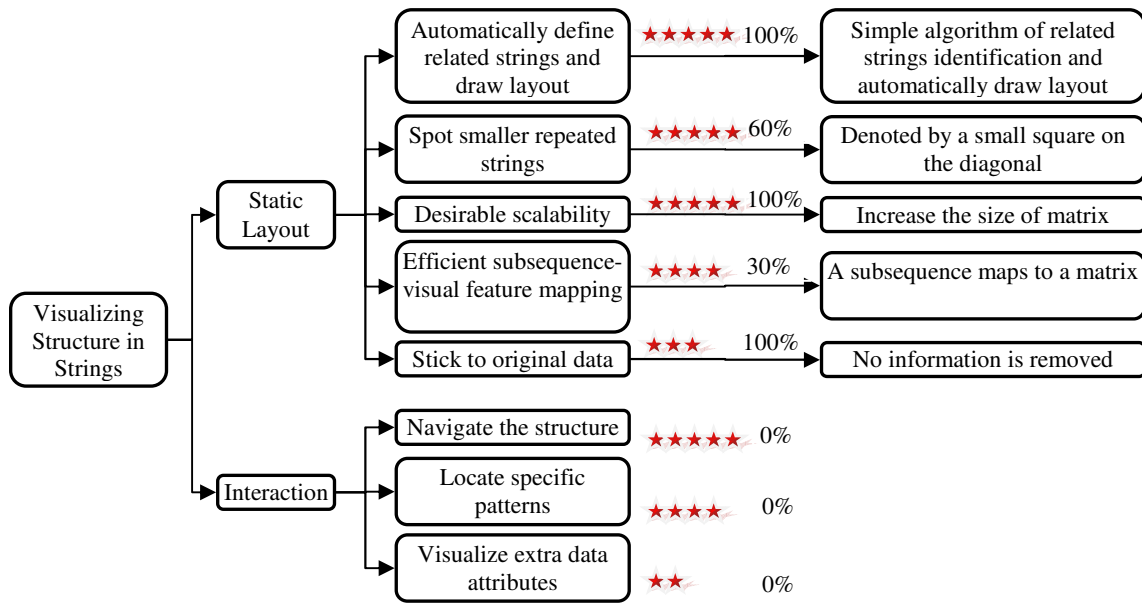 Automatically define
related strings and
draw layout
100%
Simple algorithm of related
strings identification and
automatically draw layout
Spot smaller repeated
strings
60%
Denoted by a small square on
the diagonal
Static
Layout
Desirable scalability
100%
Increase the size of matrix
Efficient subsequence-
visual feature mapping
30%
A subsequence maps to a matrix
Visualizing
Structure in
Strings
Stick to original data
100%
No information is removed
Navigate the structure
0%
Interaction
Locate specific
patterns
0%
Visualize extra data
attributes
0%